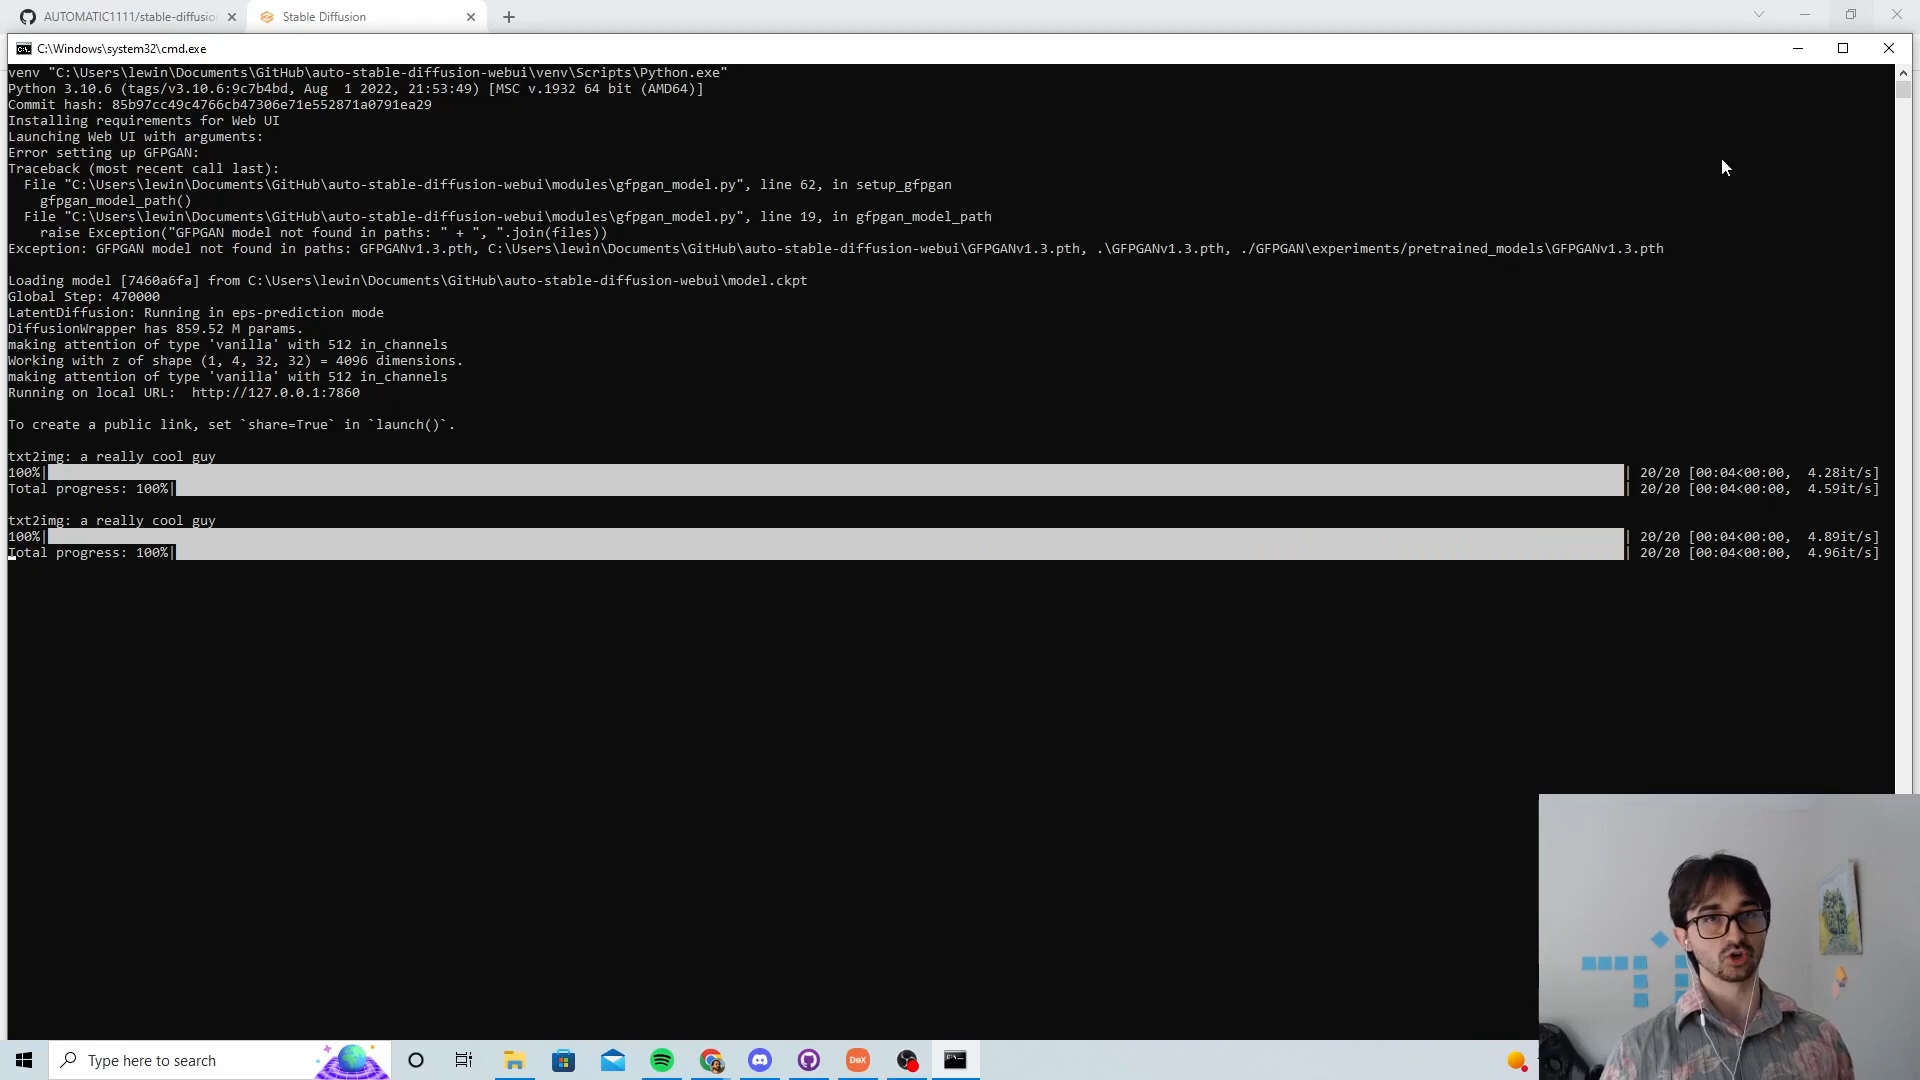 AUTOMATIC1111/stable-diffusio
Stable Diffusion
C:\Windows\system32\cmd.exe
venv "C:\Users\lewin\Documents\GitHub\auto-stable-diffusion-webui\venv\Scripts\Python.exe"
Python 3.10.6 (tags/v3.10.6:9c7b4bd, Aug  1 2022, 21:53:49) [MSC v.1932 64 bit (AMD64)]
Commit hash: 85b97cc49c4766cb47306e71e552871a0791ea29
Installing requirements for Web UI
Launching Web UI with arguments:
Error setting up GFPGAN:
Traceback (most recent call last):
  File "C:\Users\lewin\Documents\GitHub\auto-stable-diffusion-webui\modules\gfpgan_model.py", line 62, in setup_gfpgan
    gfpgan_model_path()
  File "C:\Users\lewin\Documents\GitHub\auto-stable-diffusion-webui\modules\gfpgan_model.py", line 19, in gfpgan_model_path
    raise Exception("GFPGAN model not found in paths: " + ", ".join(files))
Exception: GFPGAN model not found in paths: GFPGANv1.3.pth, C:\Users\lewin\Documents\GitHub\auto-stable-diffusion-webui\GFPGANv1.3.pth, .\GFPGANv1.3.pth, ./GFPGAN\experiments/pretrained_models\GFPGANv1.3.pth
Loading model [7460a6fa] from C:\Users\lewin\Documents\GitHub\auto-stable-diffusion-webui\model.ckpt
Global Step: 470000
LatentDiffusion: Running in eps-prediction mode
DiffusionWrapper has 859.52 M params.
making attention of type 'vanilla' with 512 in_channels
Working with z of shape (1, 4, 32, 32) = 4096 dimensions.
making attention of type 'vanilla' with 512 in_channels
Running on local URL:  http://127.0.0.1:7860
To create a public link, set `share=True` in `launch()`.
txt2img: a really cool guy
100%| | 20/20 [00:04<00:00,  4.28it/s]
Total progress: 100%| | 20/20 [00:04<00:00,  4.59it/s]
txt2img: a really cool guy
100%| | 20/20 [00:04<00:00,  4.89it/s]
Total progress: 100%| | 20/20 [00:04<00:00,  4.96it/s]
Type here to search
DeX